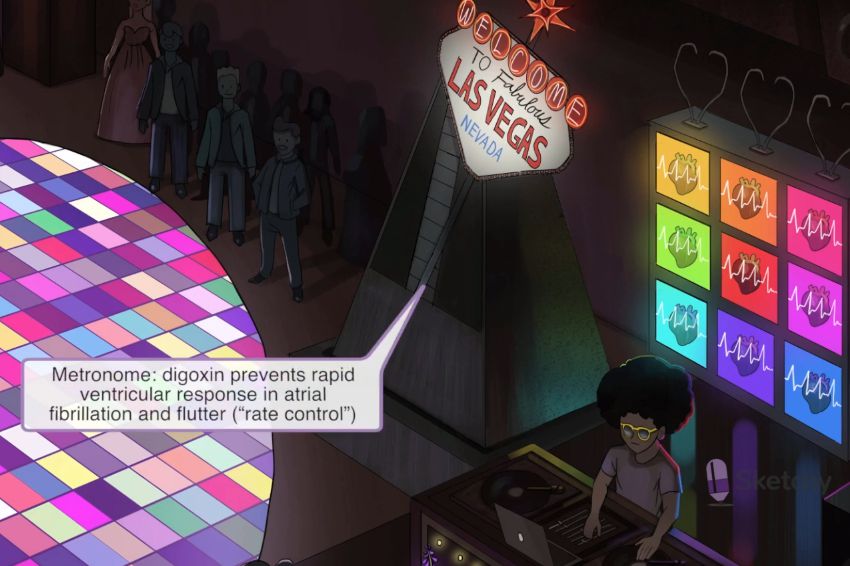 WELCOME
TO Fabulous
LAS VEGAS
NEVADA
Metronome: digoxin prevents rapid
ventricular response in atrial
fibrillation and flutter (“rate control”)
Sketchy